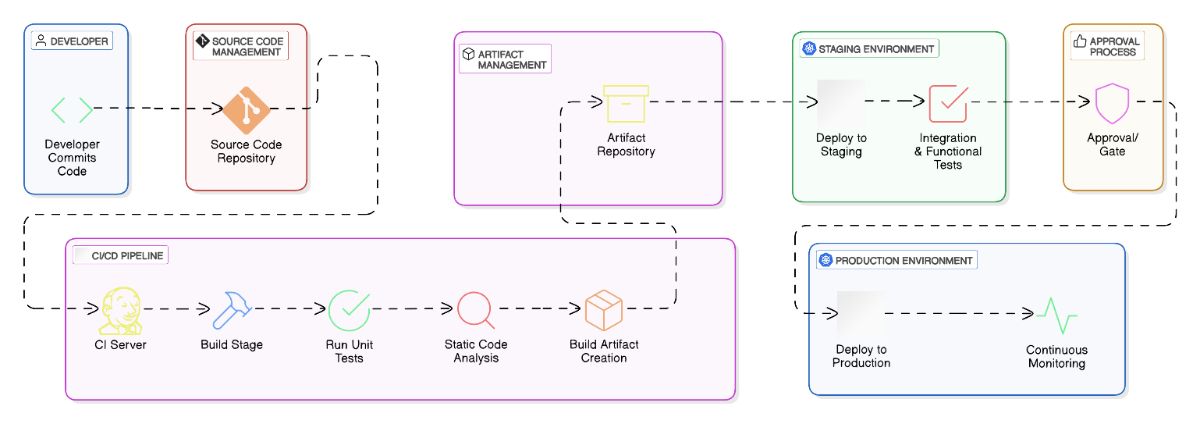 DEVELOPER
Developer
Commits
Code
SOURCE CODE
MANAGEMENT
Source Code
Repository
ARTIFACT
MANAGEMENT
Artifact
Repository
STAGING ENVIRONMENT
Deploy to
Staging
Integration
& Functional
Tests
APPROVAL
PROCESS
Approval/
Gate
CI/CD PIPELINE
CI Server
Build Stage
Run Unit
Tests
Static Code
Analysis
Build Artifact
Creation
PRODUCTION ENVIRONMENT
Deploy to
Production
Continuous
Monitoring